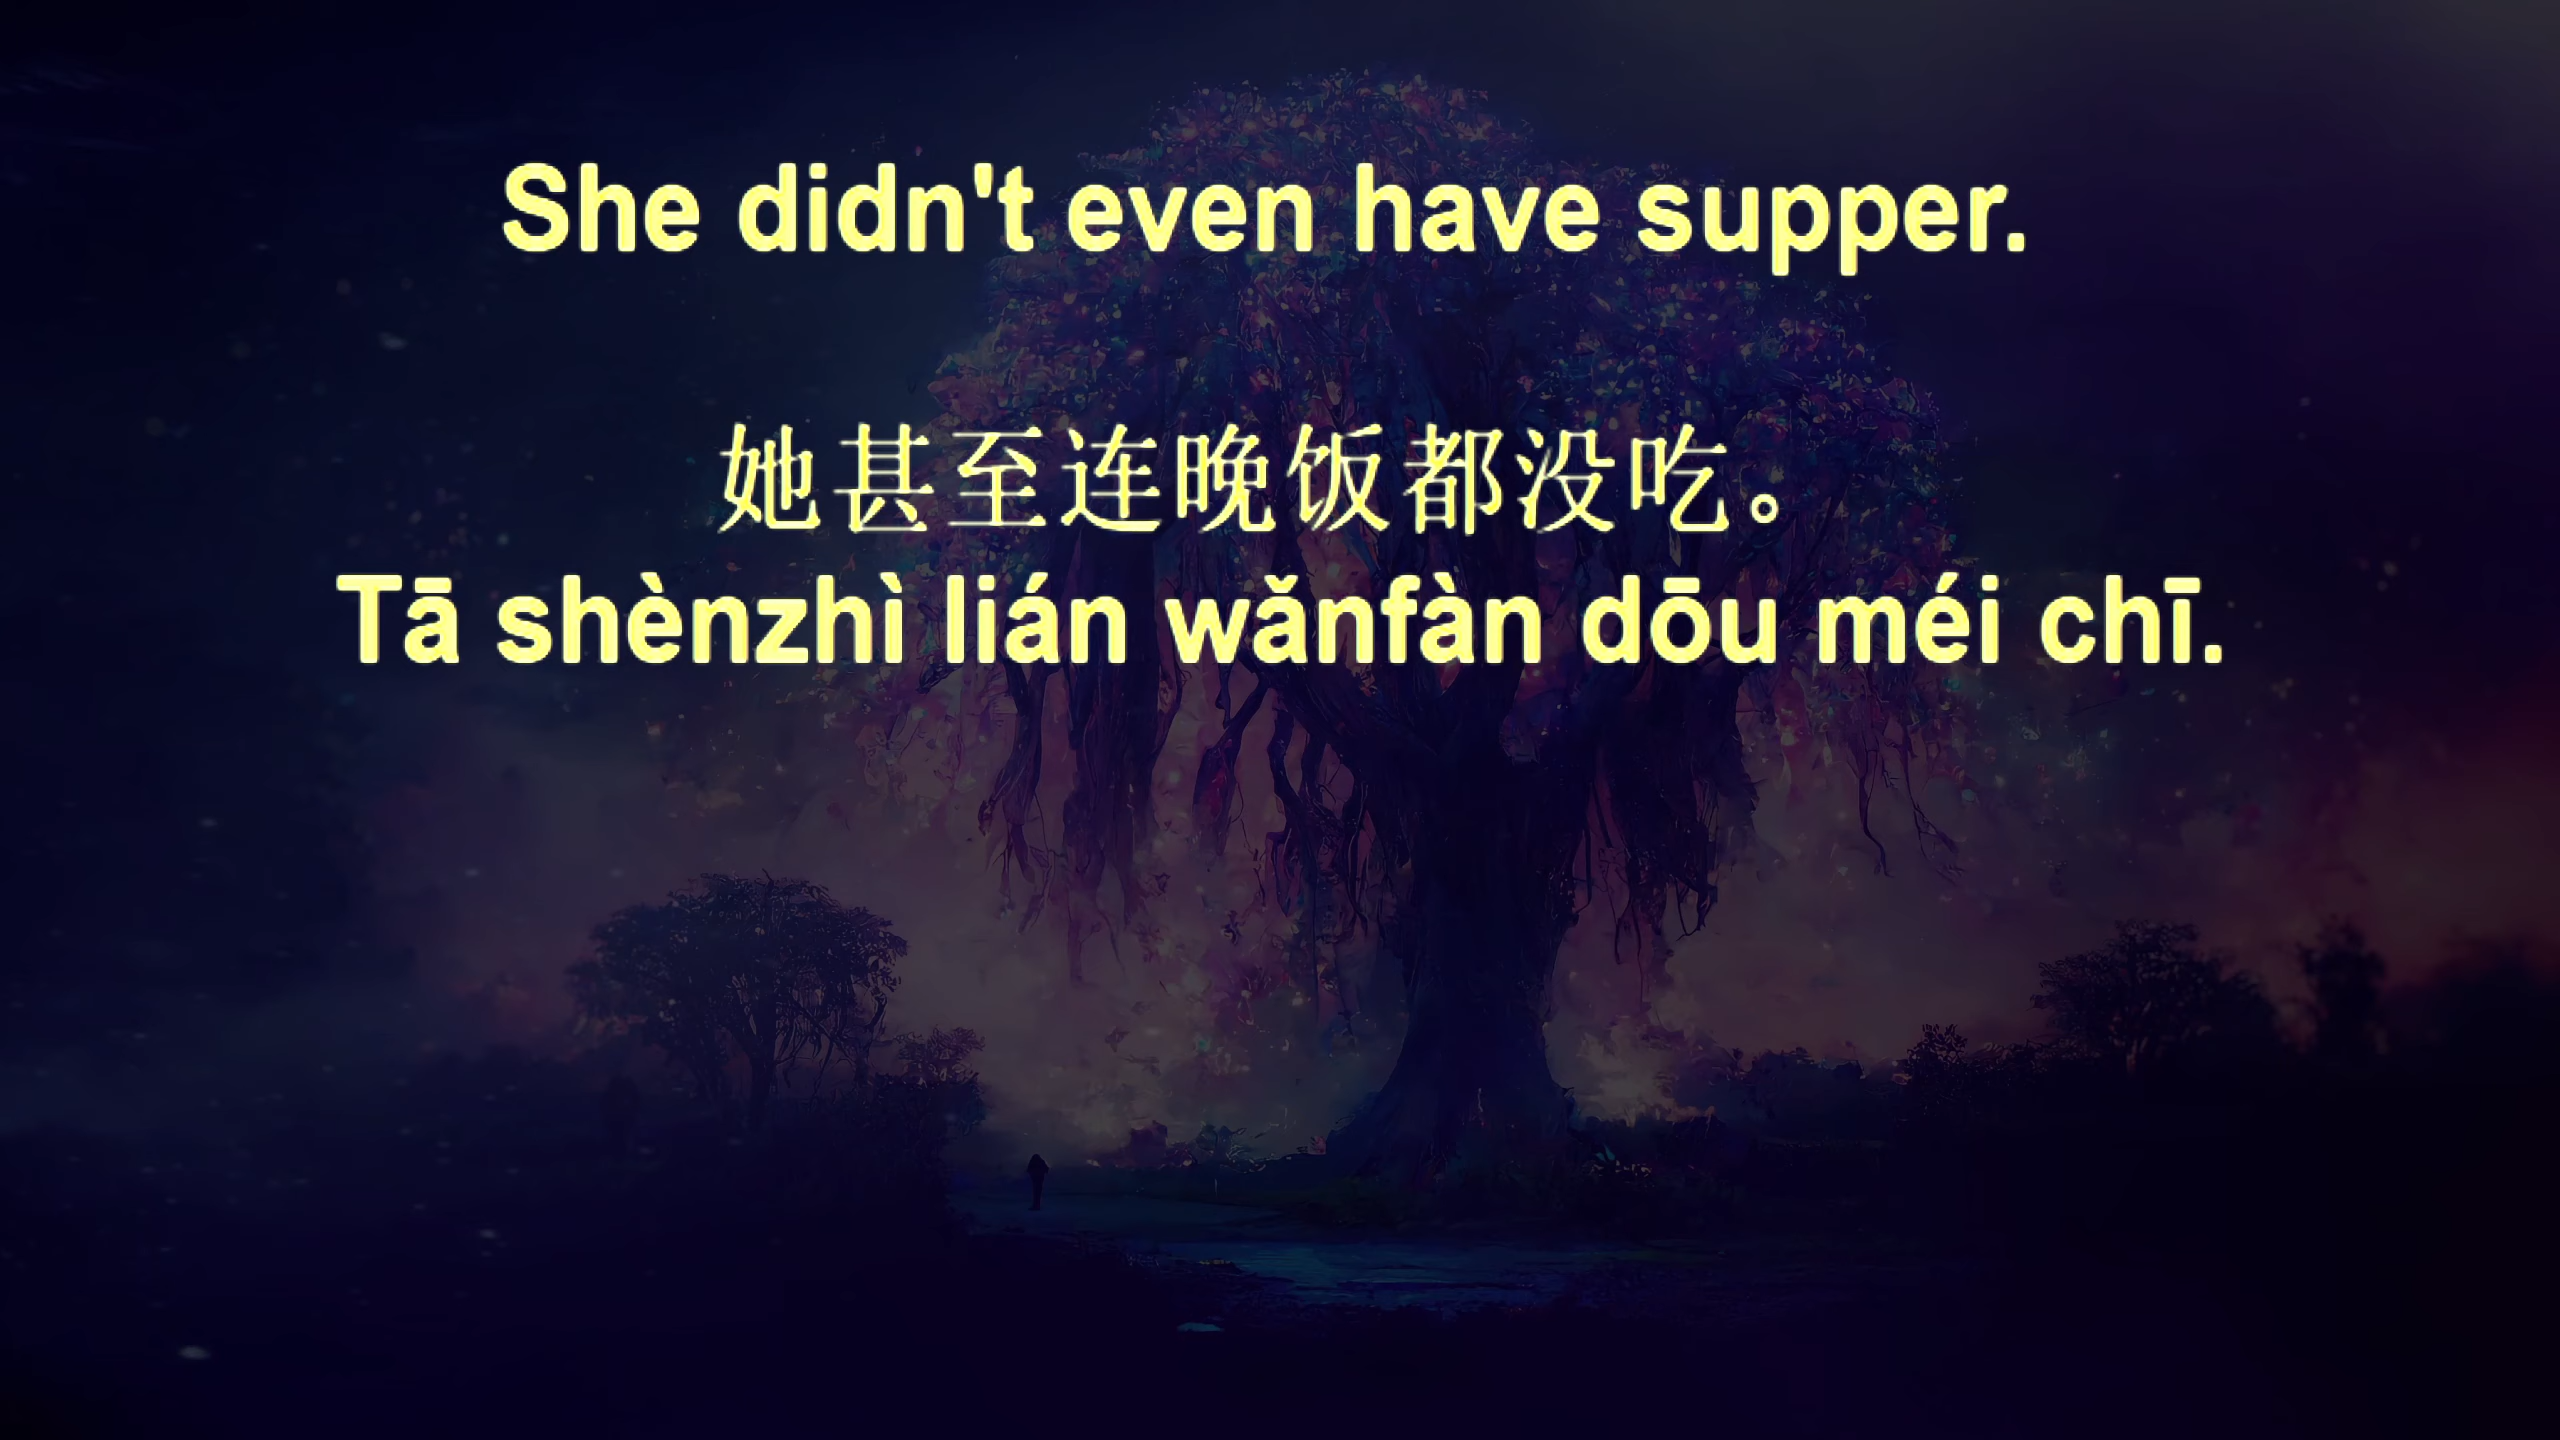 She didn't even have supper.
她甚至连晚饭都没吃。
Tā shènzhì lián wǎnfàn dōu méi chī.